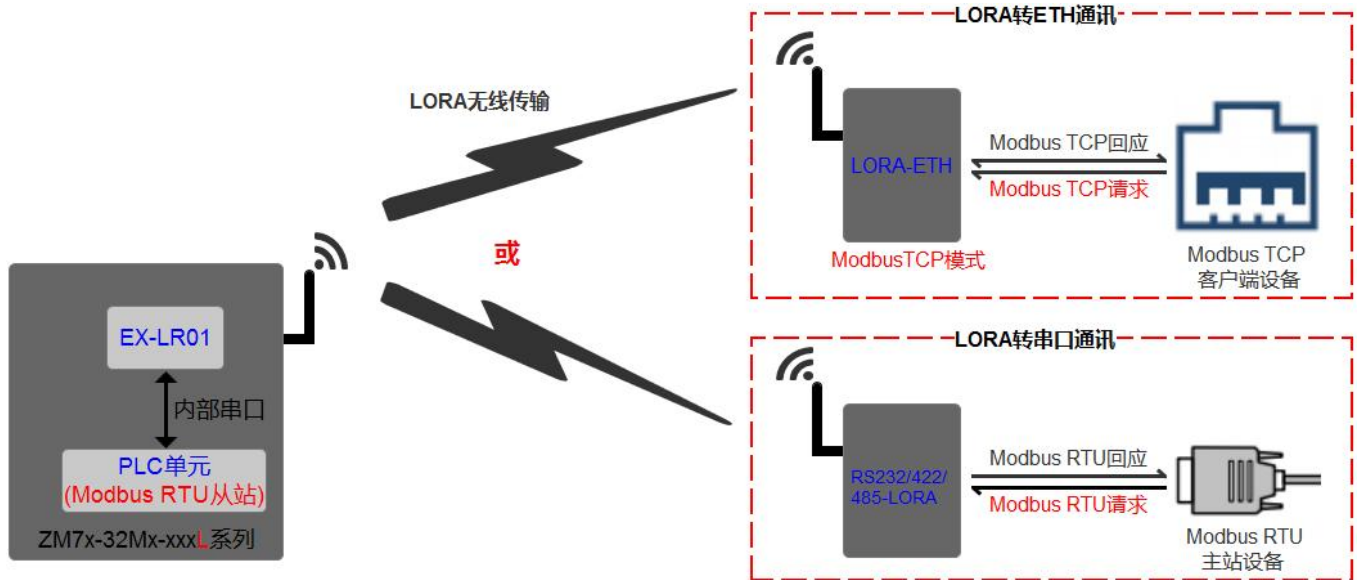 LORA转ETH通讯
LORA无线传输
LORA-ETH
Modbus TCP回应
Modbus TCP请求
ModbusTCP模式
Modbus TCP
客户端设备
或
EX-LR01
内部串口
PLC单元
(Modbus RTU从站)
ZM7x-32Mx-xxxL系列
LORA转串口通讯
RS232/422/
485-LORA
Modbus RTU回应
Modbus RTU请求
Modbus RTU
主站设备